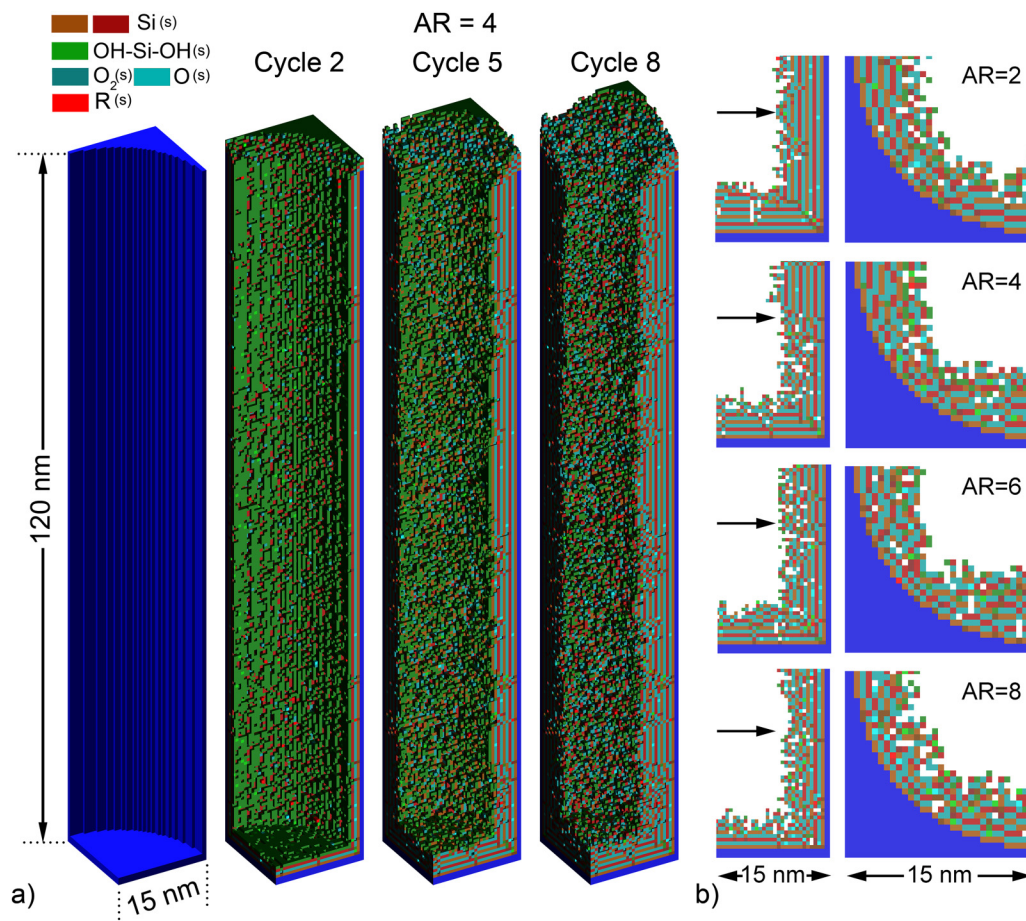 Si (s)
OH-Si-OH(s)
O2(s) O (s)
R (s)
AR = 4
Cycle 2 Cycle 5 Cycle 8
120 nm
15 nm
a)
AR=2
AR=4
AR=6
AR=8
b)
15 nm 15 nm